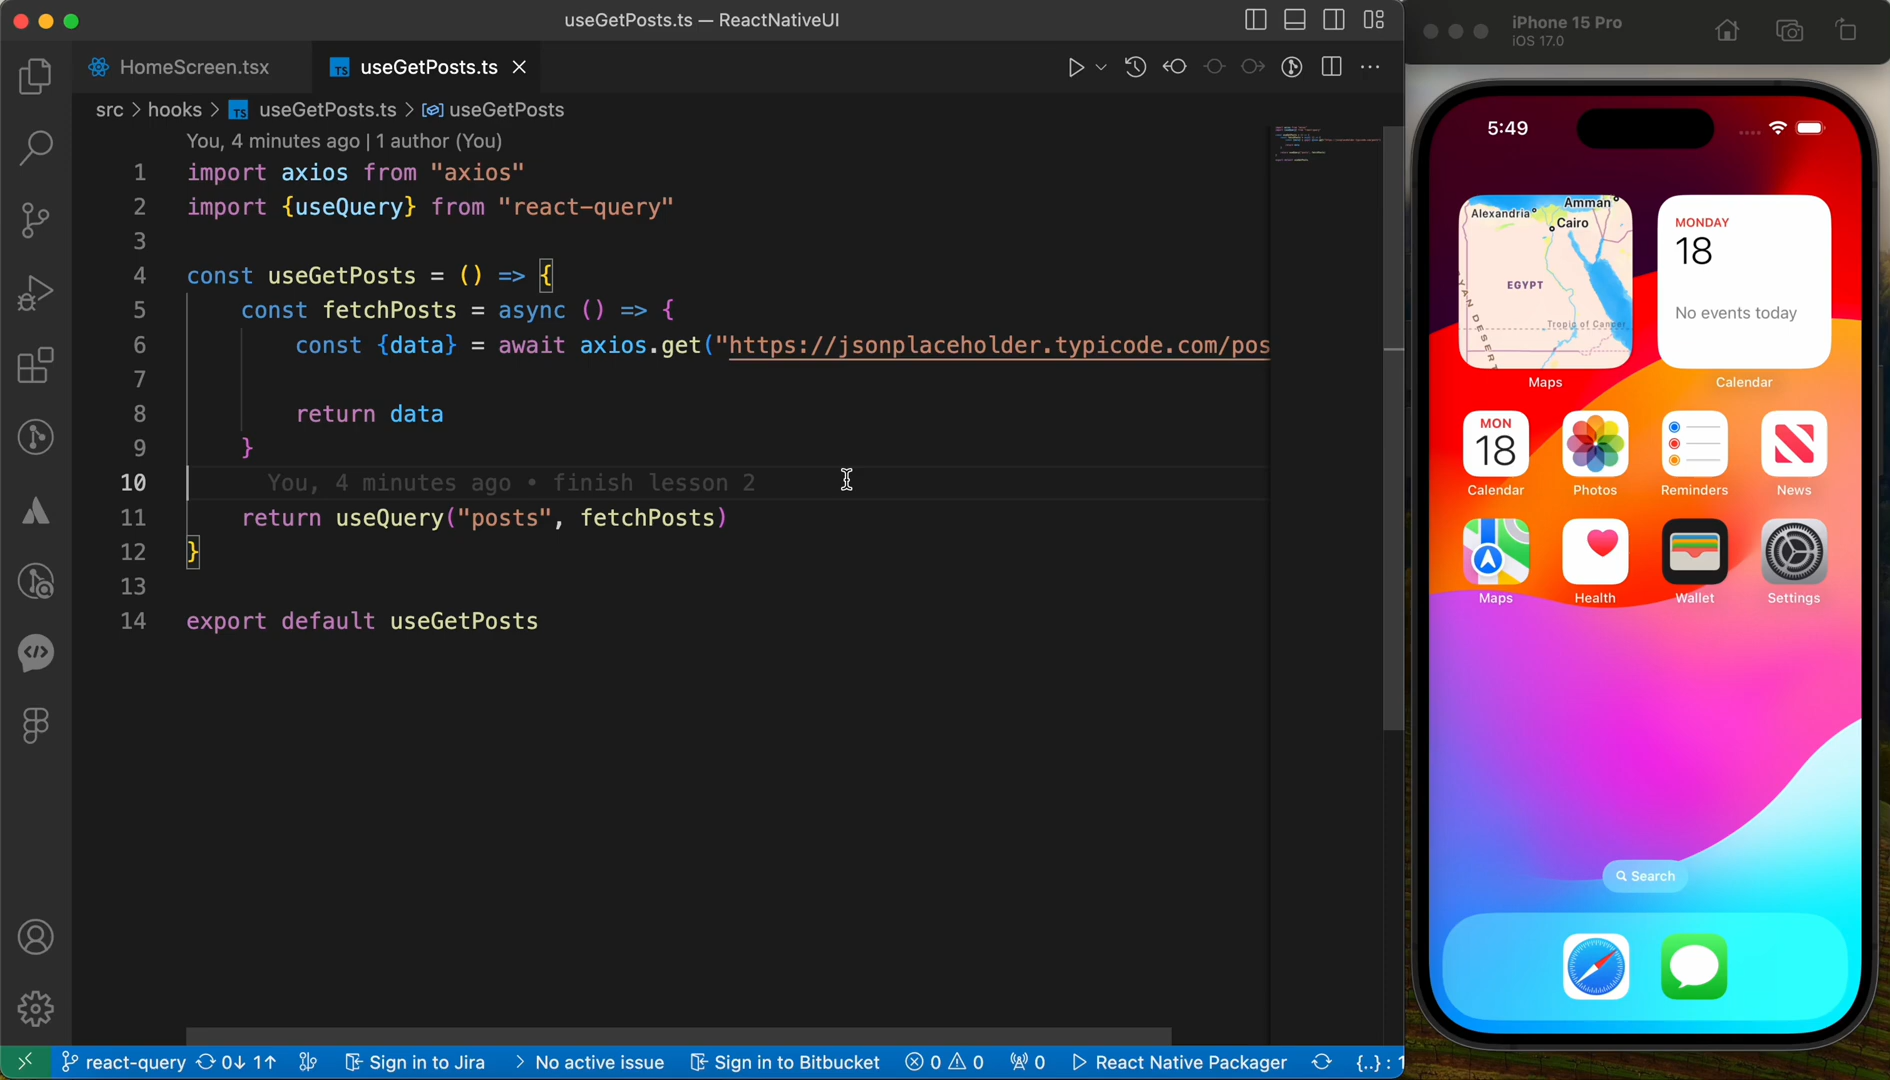 useGetPosts.ts — ReactNativeUI
HomeScreen.tsx
TS useGetPosts.ts
src > hooks > TS useGetPosts.ts > useGetPosts
You, 4 minutes ago | 1 author (You)
1 import axios from "axios"
2 import {useQuery} from "react-query"
3
4 const useGetPosts = () => {
5 const fetchPosts = async () => {
6 const {data} = await axios.get("https://jsonplaceholder.typicode.com/pos
7
8 return data
9 }
10 You, 4 minutes ago • finish lesson 2
11 return useQuery("posts", fetchPosts)
12 }
13
14 export default useGetPosts
react-query 0↓ 1↑ Sign in to Jira > No active issue Sign in to Bitbucket 0 0 0 React Native Packager {..} : 1
iPhone 15 Pro
iOS 17.0
5:49
Alexandria
Amman
Cairo
EGYPT
YAN DESERT
Tropic of Cancer
Maps
MONDAY
18
No events today
Calendar
MON
18
Calendar
Photos
Reminders
News
Maps
Health
Wallet
Settings
Search